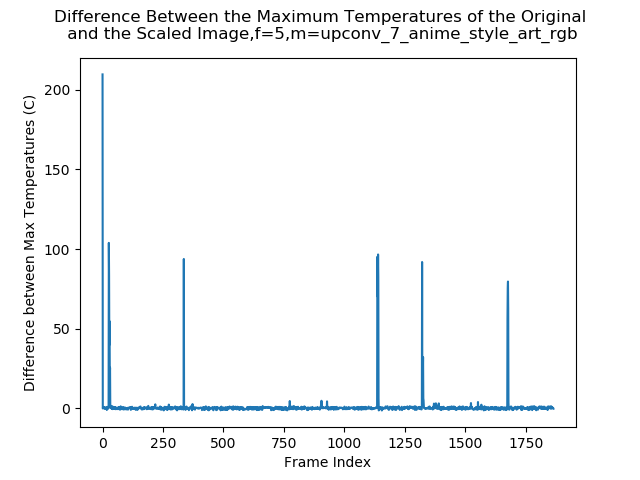 Difference Between the Maximum Temperatures of the Original
and the Scaled Image,f=5,m=upconv_7_anime_style_art_rgb
Difference between Max Temperatures (C)
200
150
100
50
0
0 250 500 750 1000 1250 1500 1750
Frame Index